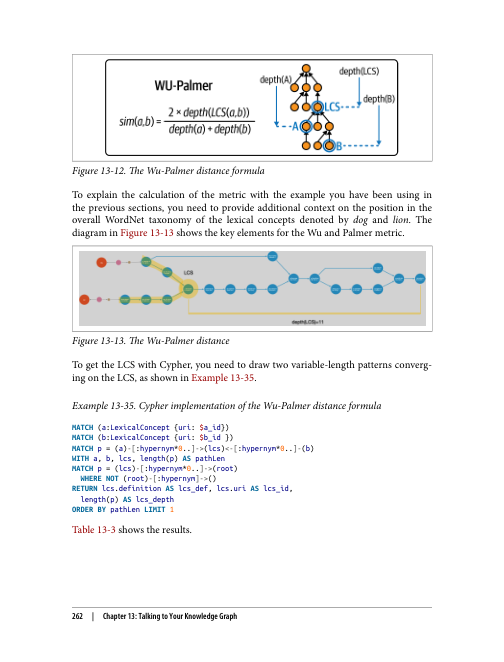 WU-Palmer
sim(a,b) = 2 × depth(LCS(a,b)) / depth(a) + depth(b)
depth(A)
depth(LCS)
depth(B)
LCS
A
B
Figure 13-12. The Wu-Palmer distance formula
To explain the calculation of the metric with the example you have been using in
the previous sections, you need to provide additional context on the position in the
overall WordNet taxonomy of the lexical concepts denoted by dog and lion. The
diagram in Figure 13-13 shows the key elements for the Wu and Palmer metric.
LCS
depth(LCS)=11
Figure 13-13. The Wu-Palmer distance
To get the LCS with Cypher, you need to draw two variable-length patterns converg-
ing on the LCS, as shown in Example 13-35.
Example 13-35. Cypher implementation of the Wu-Palmer distance formula
MATCH (a:LexicalConcept {uri: $a_id})
MATCH (b:LexicalConcept {uri: $b_id })
MATCH p = (a)-[:hypernym*0..]->(lcs)<-[:hypernym*0..]-(b)
WITH a, b, lcs, length(p) AS pathLen
MATCH p = (lcs)-[:hypernym*0..]->(root)
WHERE NOT (root)-[:hypernym]->()
RETURN lcs.definition AS lcs_def, lcs.uri AS lcs_id,
length(p) AS lcs_depth
ORDER BY pathLen LIMIT 1
Table 13-3 shows the results.
262 | Chapter 13: Talking to Your Knowledge Graph